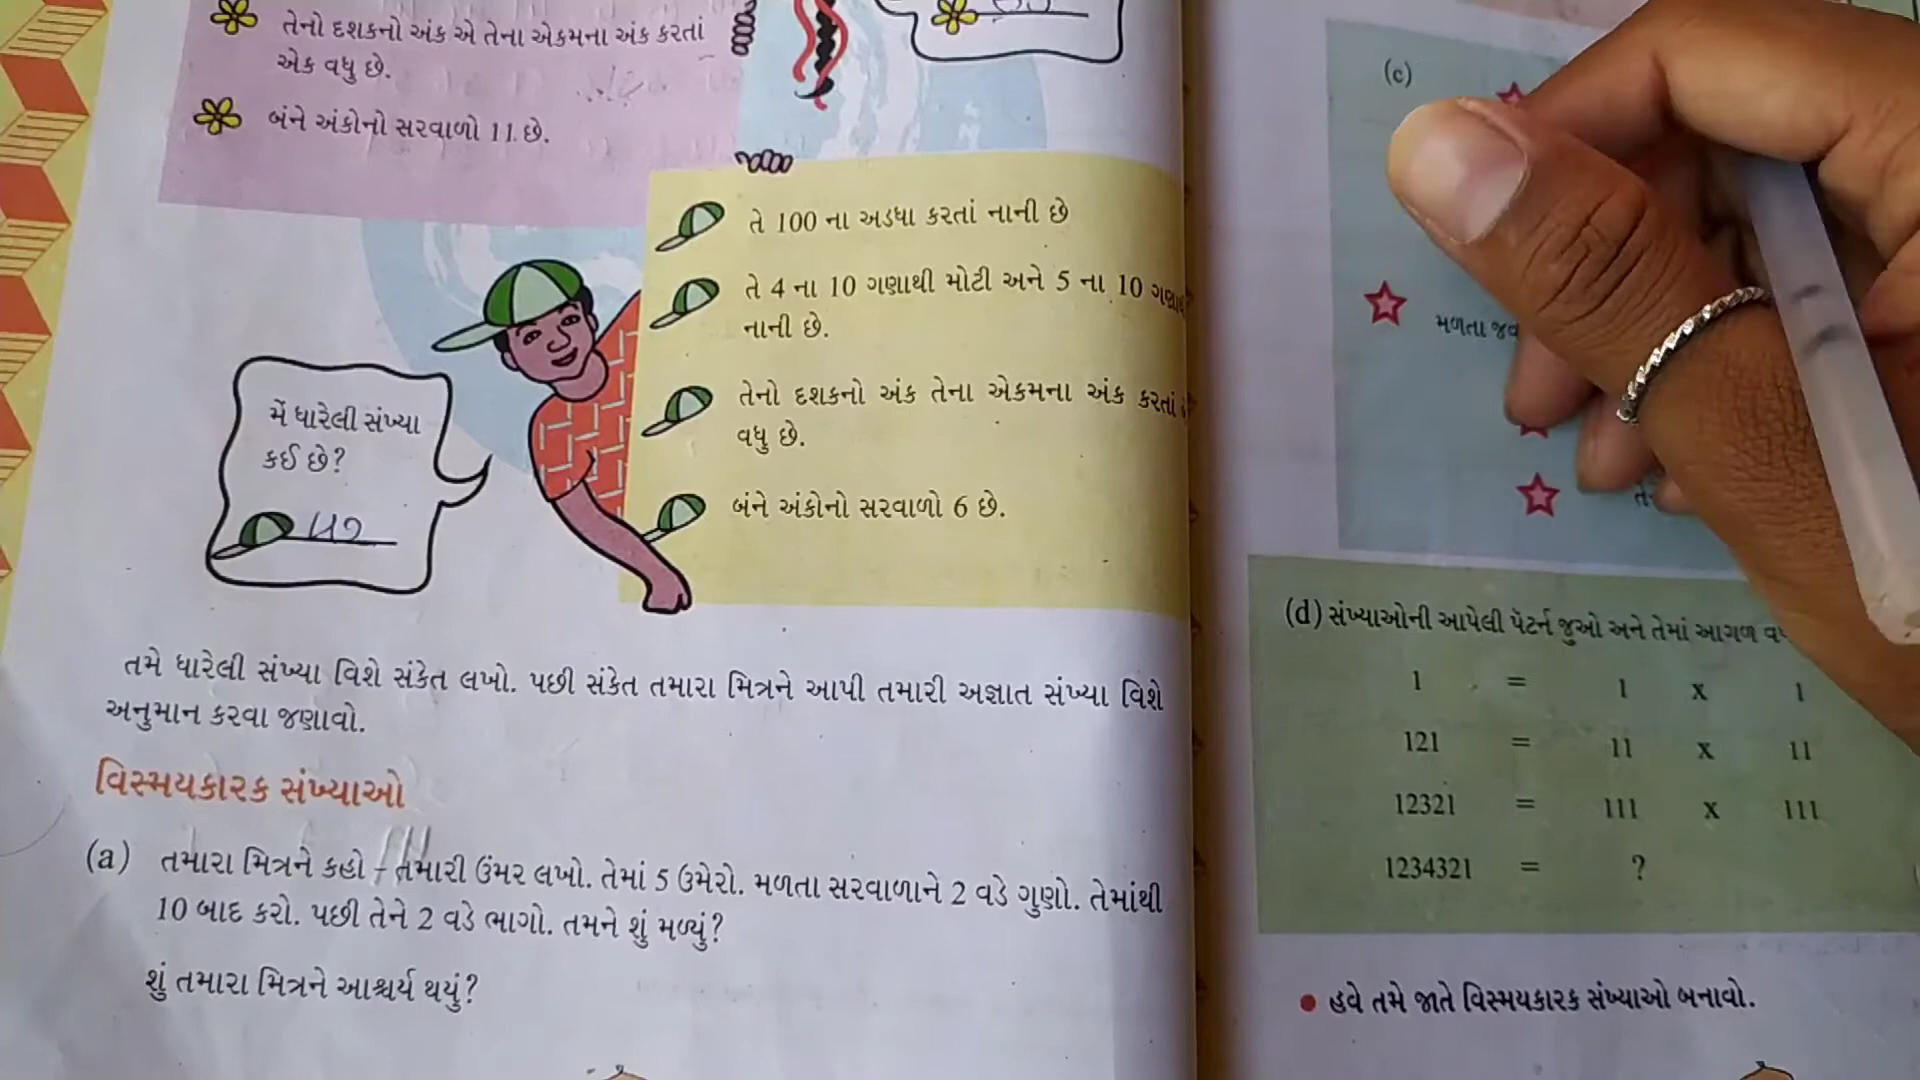 તેનો દશકનો અંક એ તેના એકમના અંક કરતાં
એક વધુ છે.
બંને અંકોનો સરવાળો 11 છે.
તે 100 ના અડધા કરતાં નાની છે
તે 4 ના 10 ગણાથી મોટી અને 5 ના 10
નાની છે.
તેનો દશકનો અંક તેના એકમના અંક કરતાં
વધુ છે.
બંને અંકોનો સરવાળો 6 છે.
મેં ધારેલી સંખ્યા
કઈ છે?
તમે ધારેલી સંખ્યા વિશે સંકેત લખો. પછી સંકેત તમારા મિત્રને આપી તમારી અજ્ઞાત સંખ્યા વિશે
અનુમાન કરવા જણાવો.
વિસ્મયકારક સંખ્યાઓ
(a) તમારા મિત્રને કહો - તમારી ઉંમર લખો. તેમાં 5 ઉમેરો. મળતા સરવાળાને 2 વડે ગુણો. તેમાંથી
10 બાદ કરો. પછી તેને 2 વડે ભાગો. તમને શું મળ્યું?
શું તમારા મિત્રને આશ્ચર્ય થયું?
(c)
મળતા
(d) સંખ્યાઓની આપેલી પૅટર્ન જુઓ અને તેમાં આગળ
1 = 1 x 1
121 = 11 x 11
12321 = 111 x 111
1234321 = ?
• હવે તમે જાતે વિસ્મયકારક સંખ્યાઓ બનાવો.